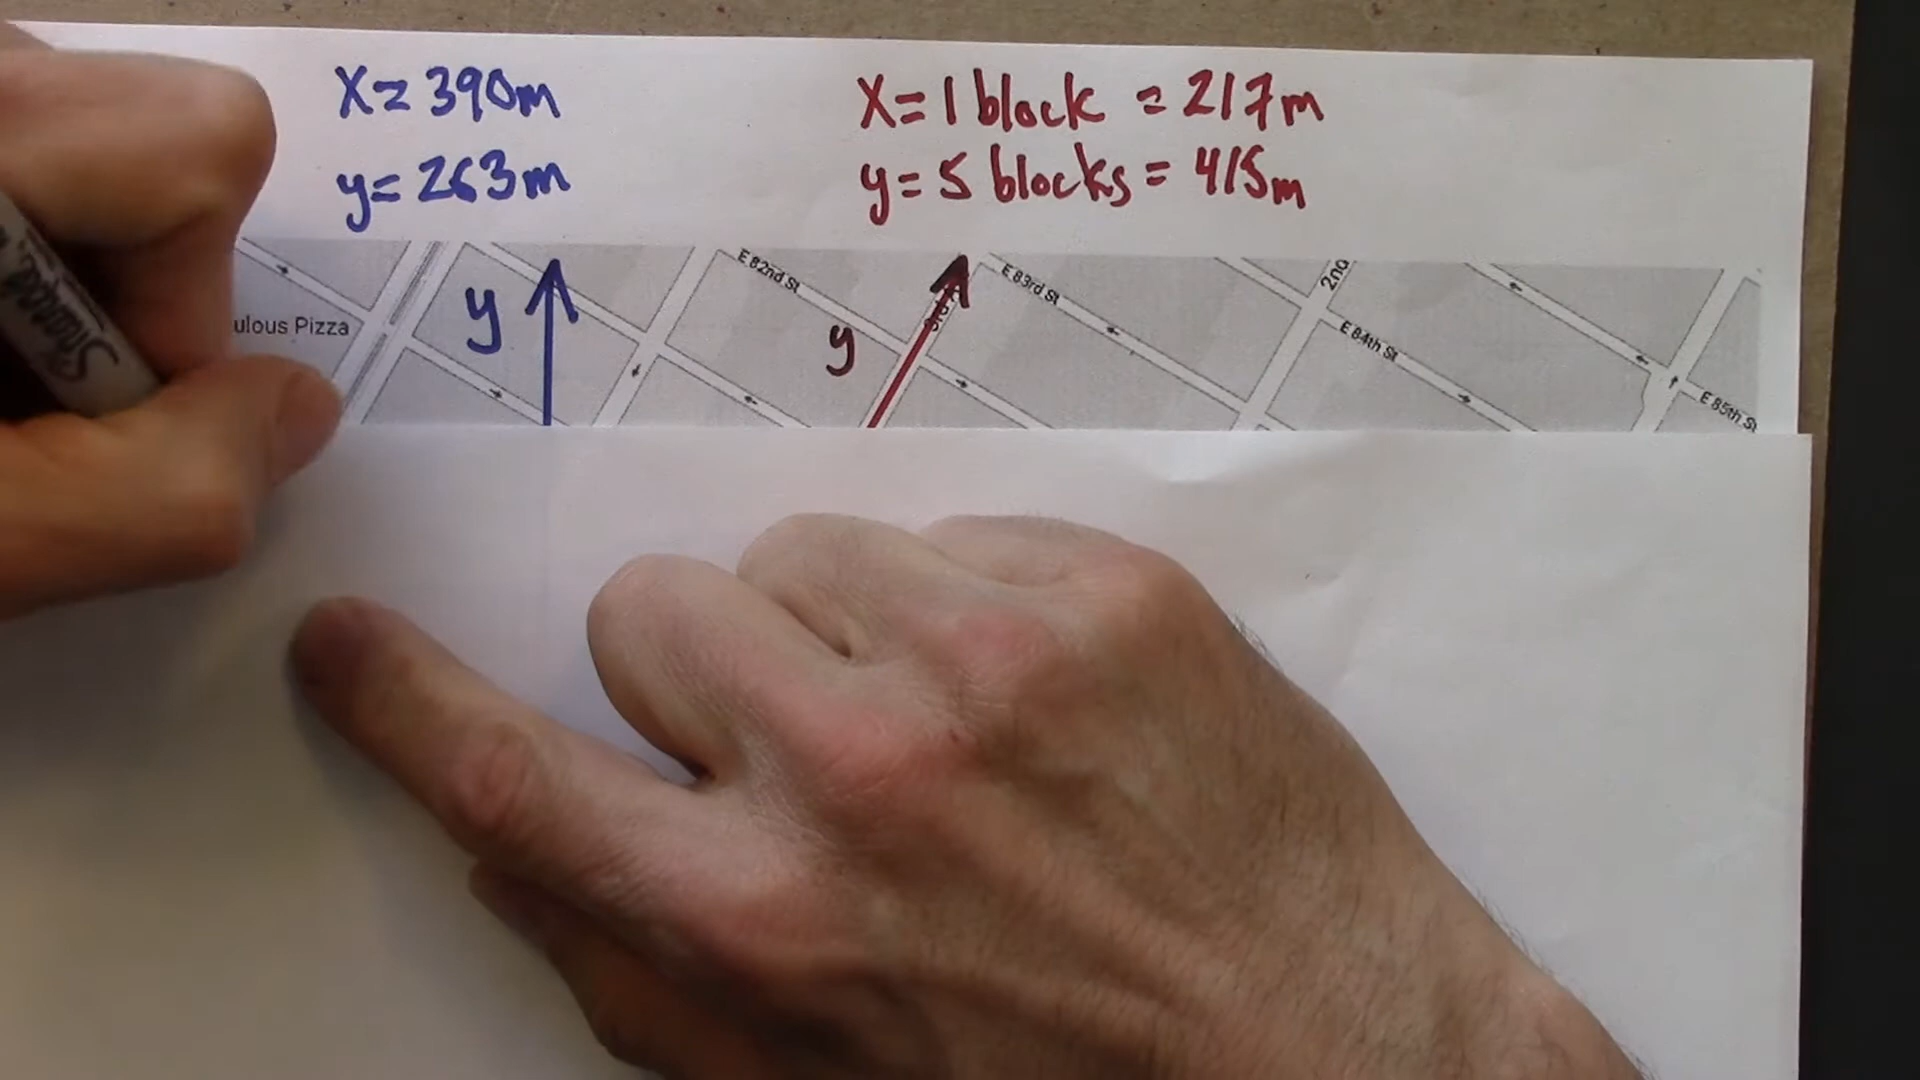 X= 390m
y= 263m
X= 1 block = 217m
y= 5 blocks = 415m
E 82nd St
E 83rd St
2nd
E 84th St
E 85th St
ulous Pizza
y
y
3rd